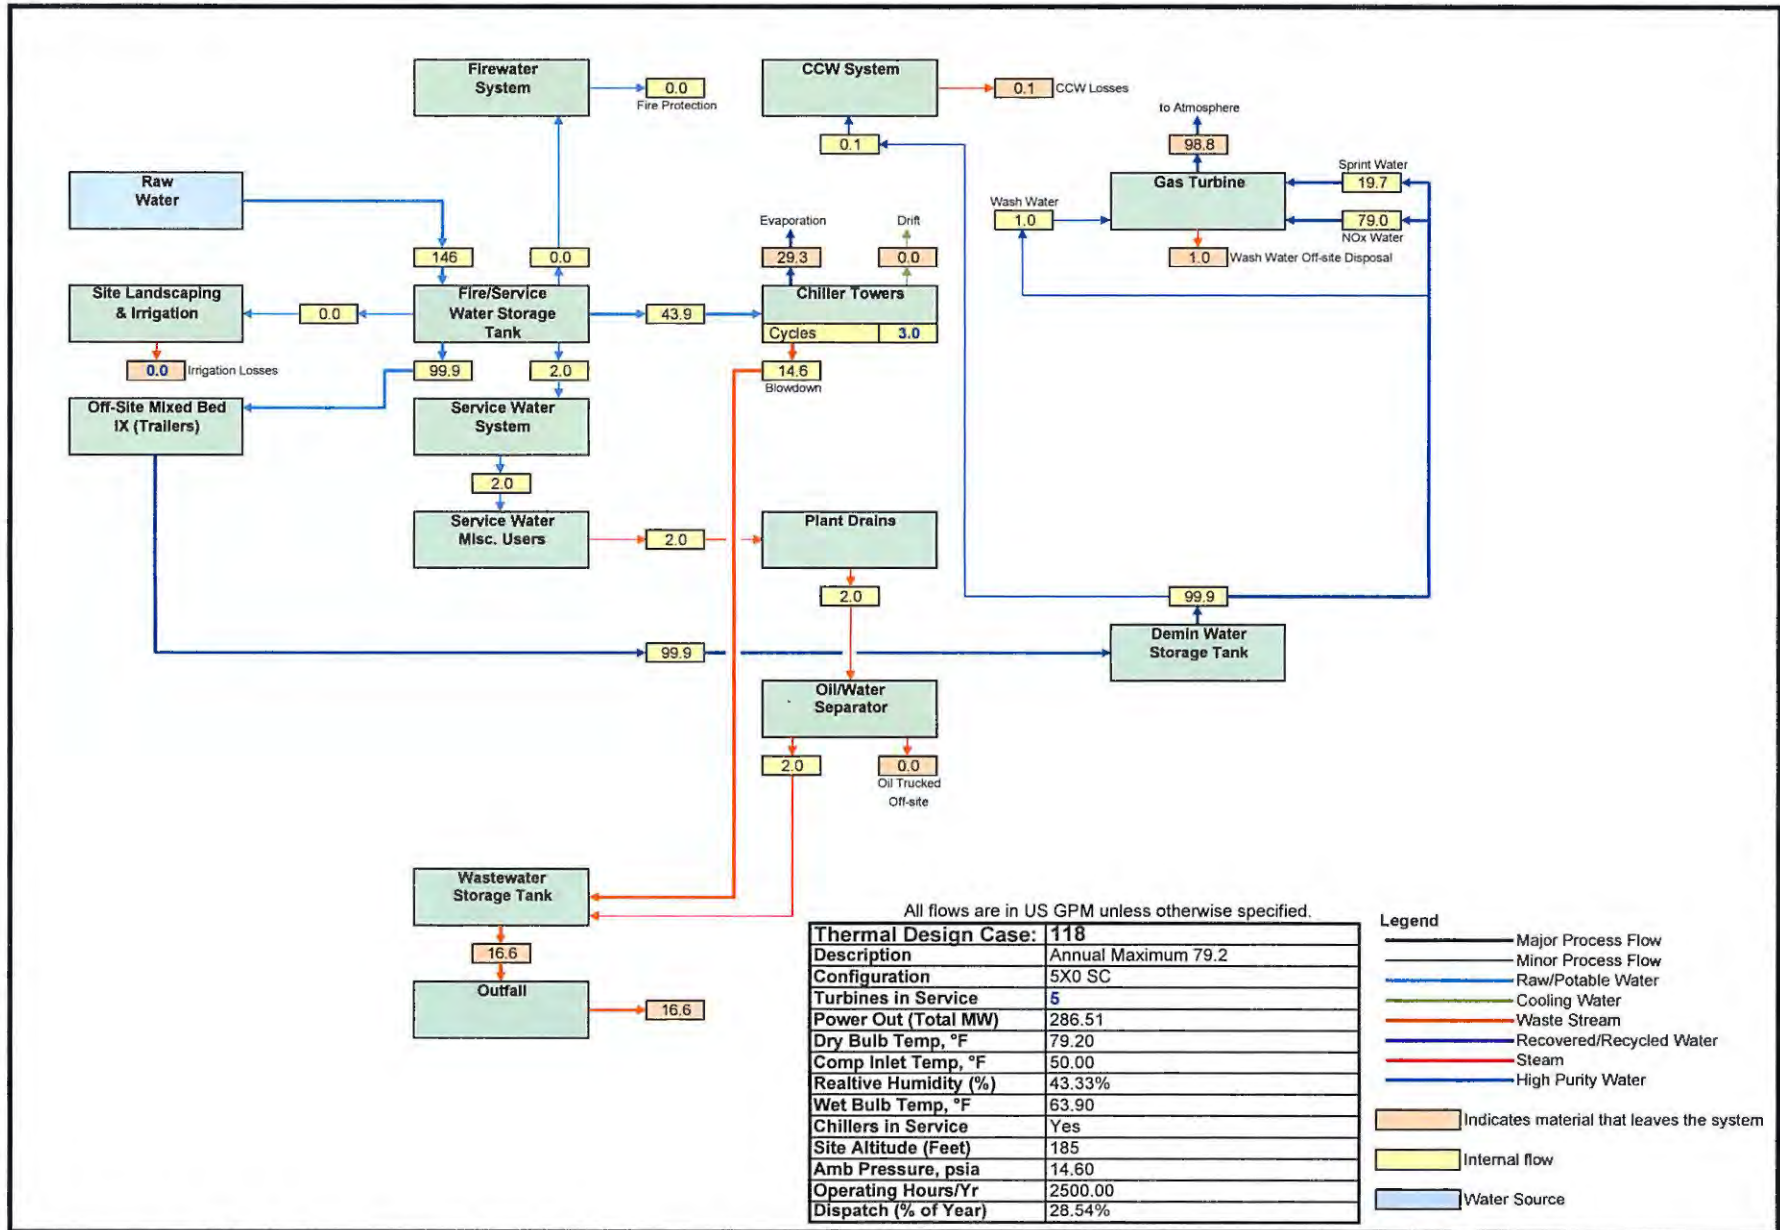 Firewater
System
0.0
Fire Protection
CCW System
0.1
CCW Losses
0.1
to Atmosphere
98.8
Gas Turbine
Sprint Water
19.7
79.0
NOx Water
Wash Water
1.0
1.0
Wash Water Off-site Disposal
Raw
Water
146
0.0
Evaporation
29.3
Drift
0.0
Site Landscaping
& Irrigation
0.0
Fire/Service
Water Storage
Tank
43.9
Chiller Towers
Cycles 3.0
0.0
Irrigation Losses
99.9
2.0
14.6
Blowdown
Off-Site Mixed Bed
IX (Trailers)
Service Water
System
2.0
Service Water
Misc. Users
2.0
Plant Drains
2.0
99.9
Demin Water
Storage Tank
99.9
Oil/Water
Separator
2.0
0.0
Oil Trucked
Off-site
Wastewater
Storage Tank
16.6
Outfall
16.6
All flows are in US GPM unless otherwise specified.
Thermal Design Case: 118
Description Annual Maximum 79.2
Configuration 5X0 SC
Turbines in Service 5
Power Out (Total MW) 286.51
Dry Bulb Temp, °F 79.20
Comp Inlet Temp, °F 50.00
Realtive Humidity (%) 43.33%
Wet Bulb Temp, °F 63.90
Chillers in Service Yes
Site Altitude (Feet) 185
Amb Pressure, psia 14.60
Operating Hours/Yr 2500.00
Dispatch (% of Year) 28.54%
Legend
Major Process Flow
Minor Process Flow
Raw/Potable Water
Cooling Water
Waste Stream
Recovered/Recycled Water
Steam
High Purity Water
Indicates material that leaves the system
Internal flow
Water Source